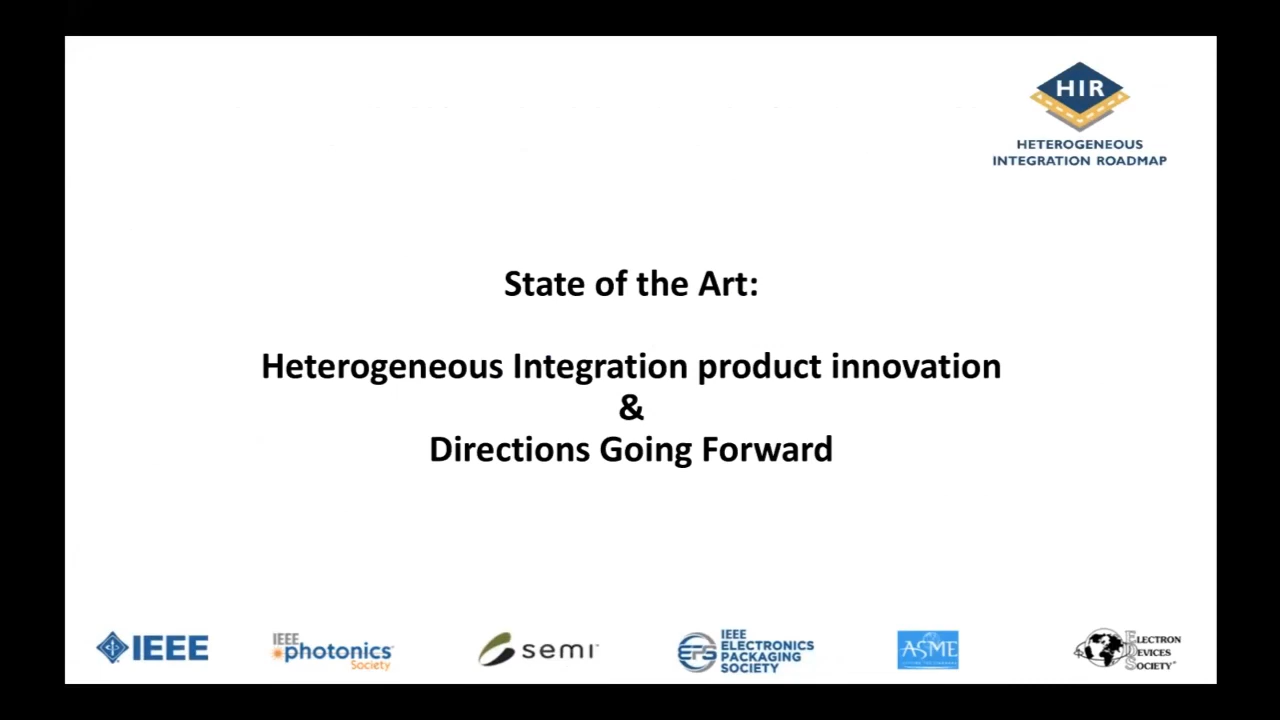 HIR
HETEROGENEOUS
INTEGRATION ROADMAP
State of the Art:
Heterogeneous Integration product innovation
&
Directions Going Forward
IEEE
IEEE
photonics
Society
semi
EPS
IEEE
ELECTRONICS
PACKAGING
SOCIETY
ASME
ELECTRON
DEVICES
SOCIETY